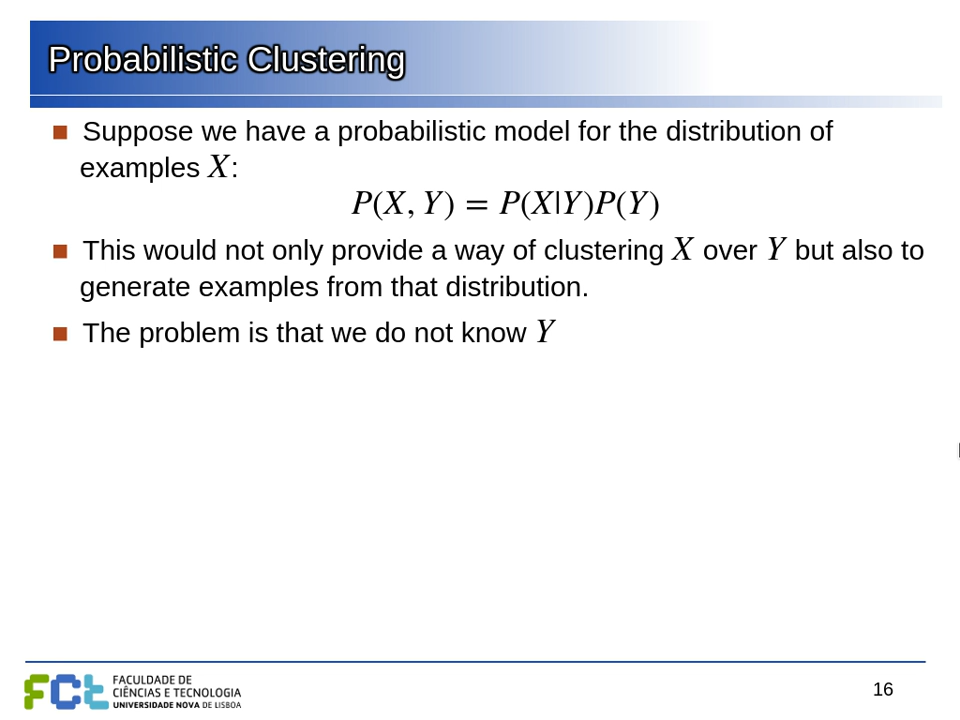 Probabilistic Clustering
Suppose we have a probabilistic model for the distribution of
examples X:
P(X, Y) = P(X|Y)P(Y)
This would not only provide a way of clustering X over Y but also to
generate examples from that distribution.
The problem is that we do not know Y
FCt
FACULDADE DE
CIÊNCIAS E TECNOLOGIA
UNIVERSIDADE NOVA DE LISBOA
16